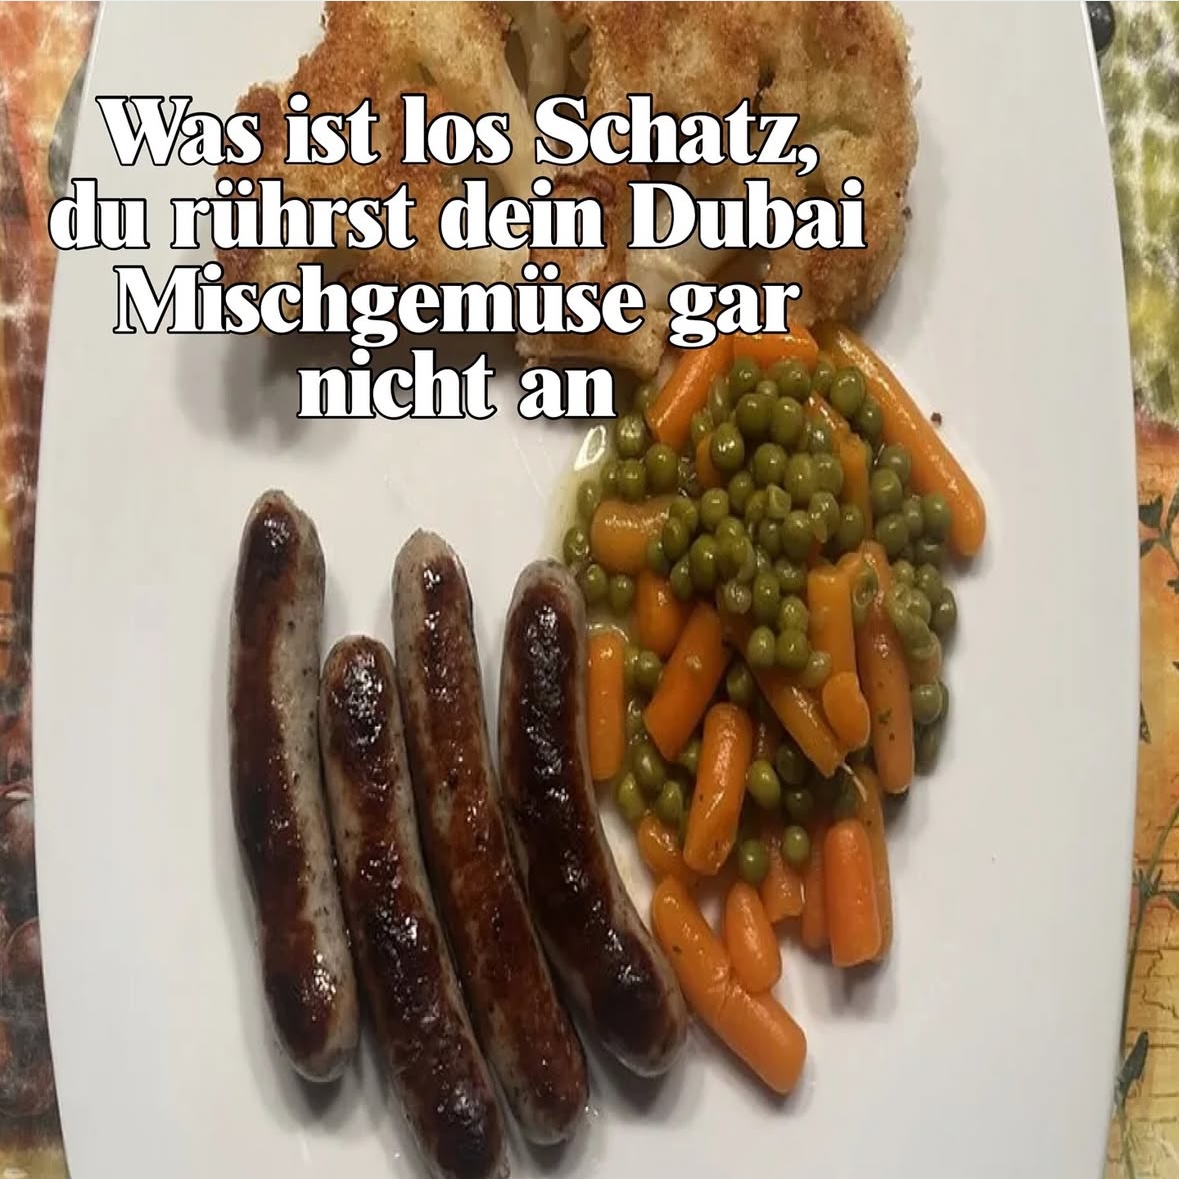 Was ist los Schatz,
du rührst dein Dubai
Mischgemüse gar
nicht an